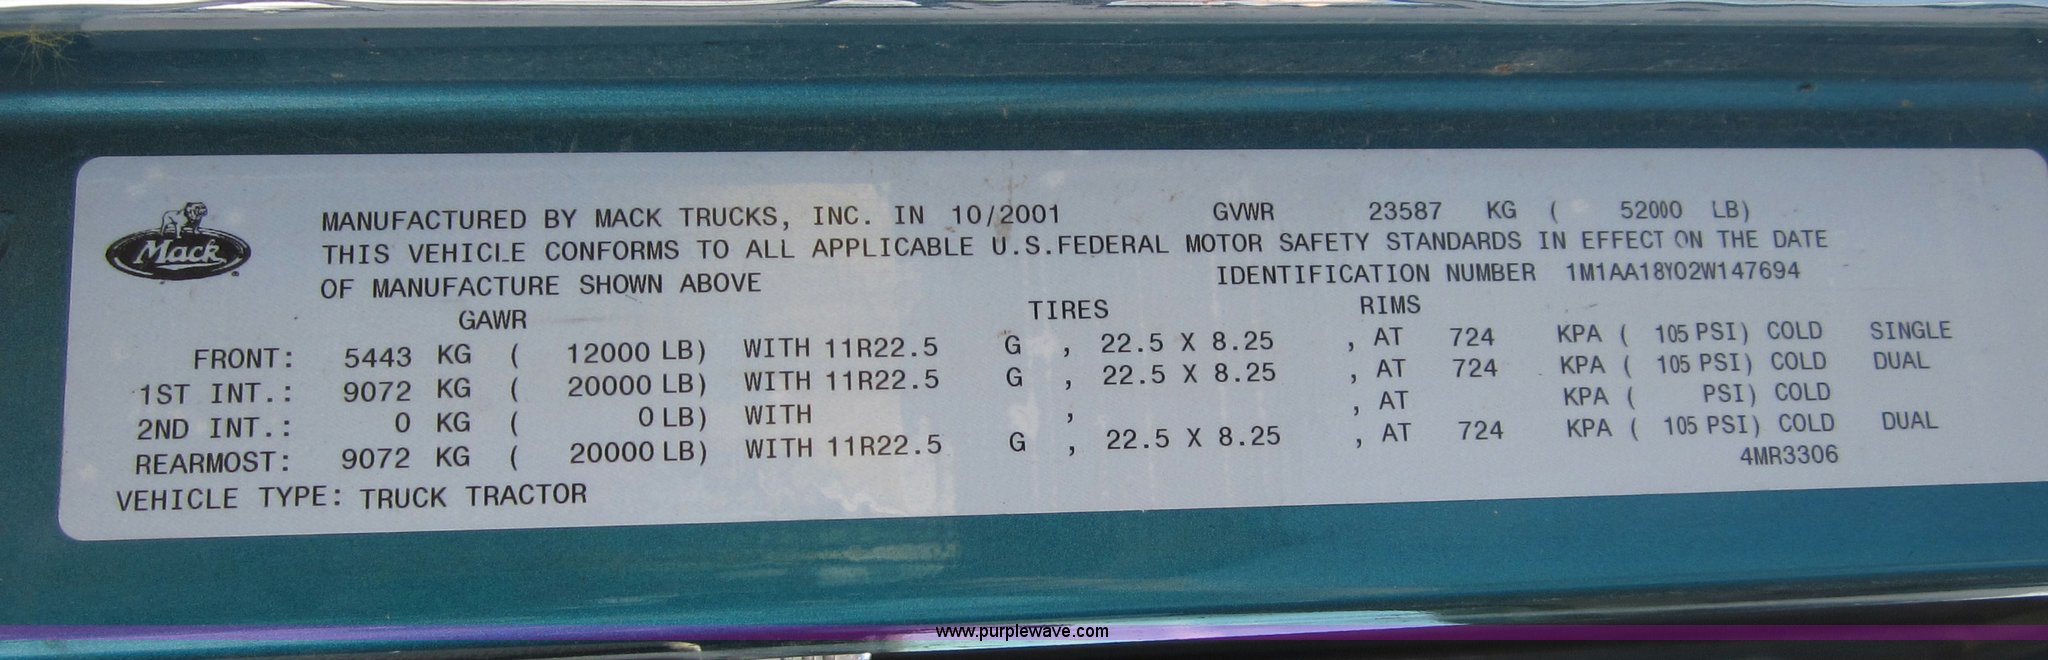 Mack
MANUFACTURED BY MACK TRUCKS, INC. IN 10/2001 GVWR 23587 KG ( 52000 LB)
THIS VEHICLE CONFORMS TO ALL APPLICABLE U.S.FEDERAL MOTOR SAFETY STANDARDS IN EFFECT ON THE DATE
OF MANUFACTURE SHOWN ABOVE IDENTIFICATION NUMBER 1M1AA18Y02W147694
GAWR TIRES RIMS
FRONT: 5443 KG ( 12000 LB) WITH 11R22.5 G , 22.5 X 8.25 , AT 724 KPA ( 105 PSI) COLD SINGLE
1ST INT.: 9072 KG ( 20000 LB) WITH 11R22.5 G , 22.5 X 8.25 , AT 724 KPA ( 105 PSI) COLD DUAL
2ND INT.: 0 KG ( 0 LB) WITH , , AT KPA ( PSI) COLD
REARMOST: 9072 KG ( 20000 LB) WITH 11R22.5 G , 22.5 X 8.25 , AT 724 KPA ( 105 PSI) COLD DUAL
4MR3306
VEHICLE TYPE: TRUCK TRACTOR
www.purplewave.com